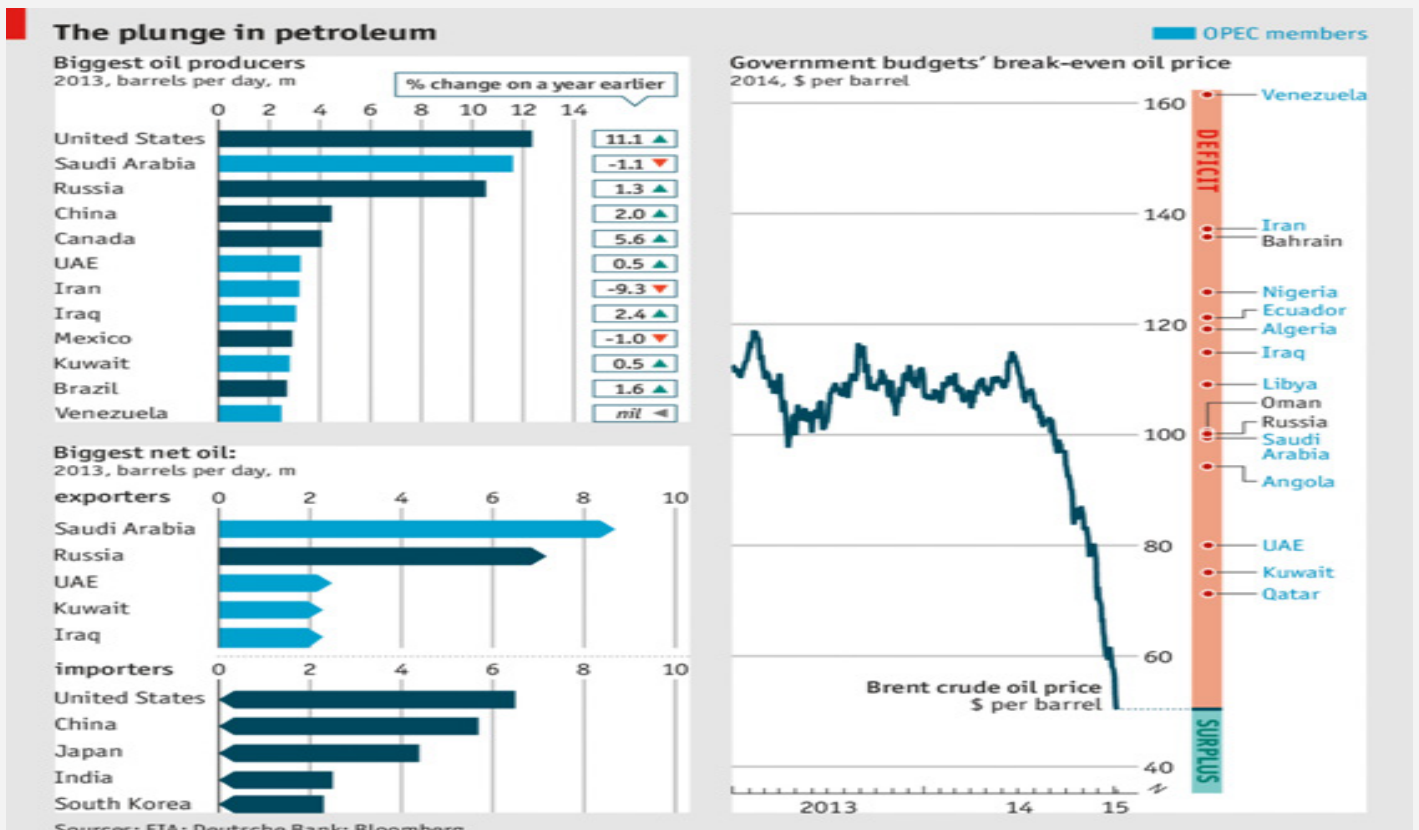 The plunge in petroleum
OPEC members
Biggest oil producers
2013, barrels per day, m
% change on a year earlier
0 2 4 6 8 10 12 14
United States 11.1 ▲
Saudi Arabia -1.1 ▼
Russia 1.3 ▲
China 2.0 ▲
Canada 5.6 ▲
UAE 0.5 ▲
Iran -9.3 ▼
Iraq 2.4 ▲
Mexico -1.0 ▼
Kuwait 0.5 ▲
Brazil 1.6 ▲
Venezuela nil ◄
Biggest net oil:
2013, barrels per day, m
exporters 0 2 4 6 8 10
Saudi Arabia
Russia
UAE
Kuwait
Iraq
importers 0 2 4 6 8 10
United States
China
Japan
India
South Korea
Sources: EIA; Deutsche Bank; Bloomberg
Government budgets' break-even oil price
2014, $ per barrel
160
140
120
100
80
60
40
2013 14 15
Brent crude oil price
$ per barrel
DEFICIT
SURPLUS
Venezuela
Iran
Bahrain
Nigeria
Ecuador
Algeria
Iraq
Libya
Oman
Russia
Saudi
Arabia
Angola
UAE
Kuwait
Qatar